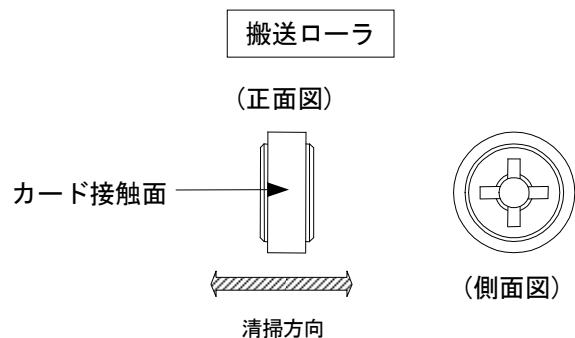 搬送ローラ
（正面図）
カード接触面
（側面図）
清掃方向